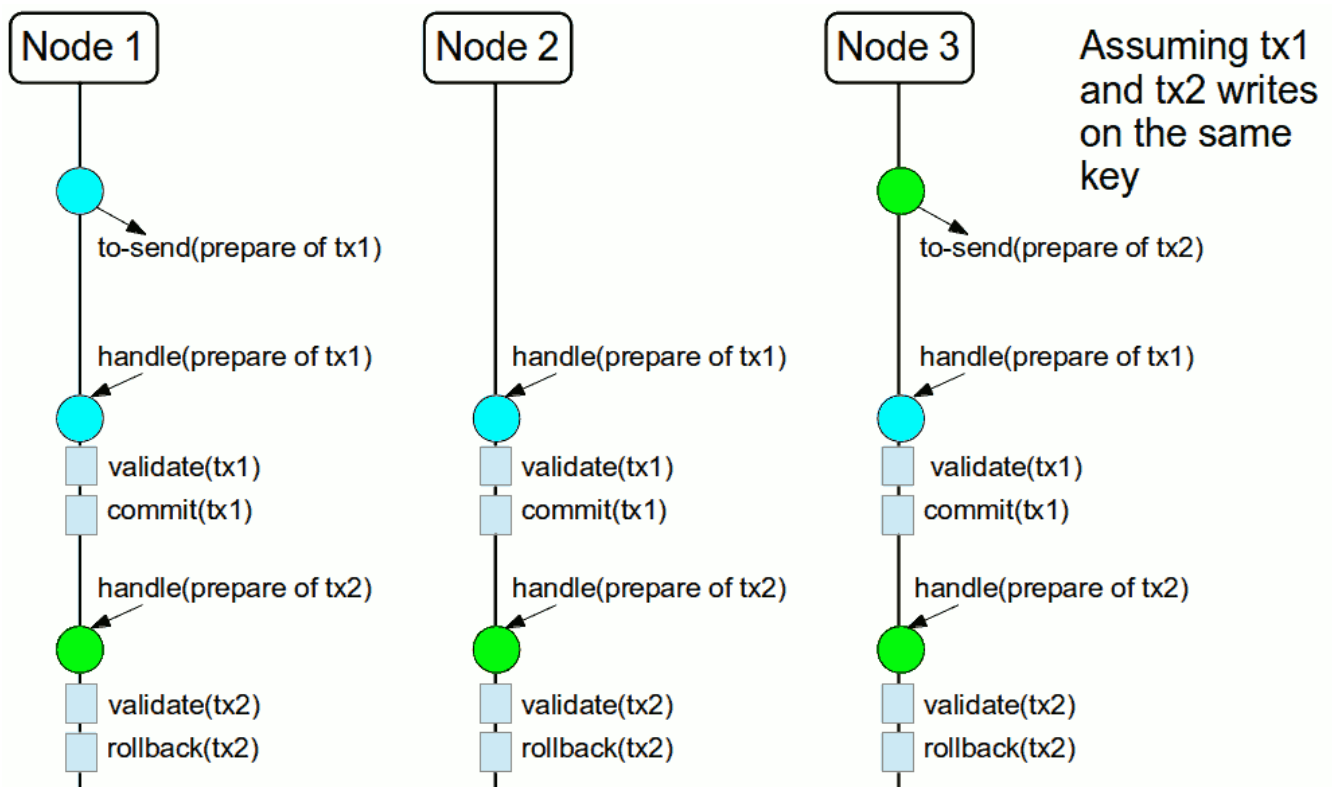 Node 1
Node 2
Node 3
Assuming tx1
and tx2 writes
on the same
key
to-send(prepare of tx1)
to-send(prepare of tx2)
handle(prepare of tx1)
handle(prepare of tx1)
handle(prepare of tx1)
validate(tx1)
validate(tx1)
validate(tx1)
commit(tx1)
commit(tx1)
commit(tx1)
handle(prepare of tx2)
handle(prepare of tx2)
handle(prepare of tx2)
validate(tx2)
validate(tx2)
validate(tx2)
rollback(tx2)
rollback(tx2)
rollback(tx2)